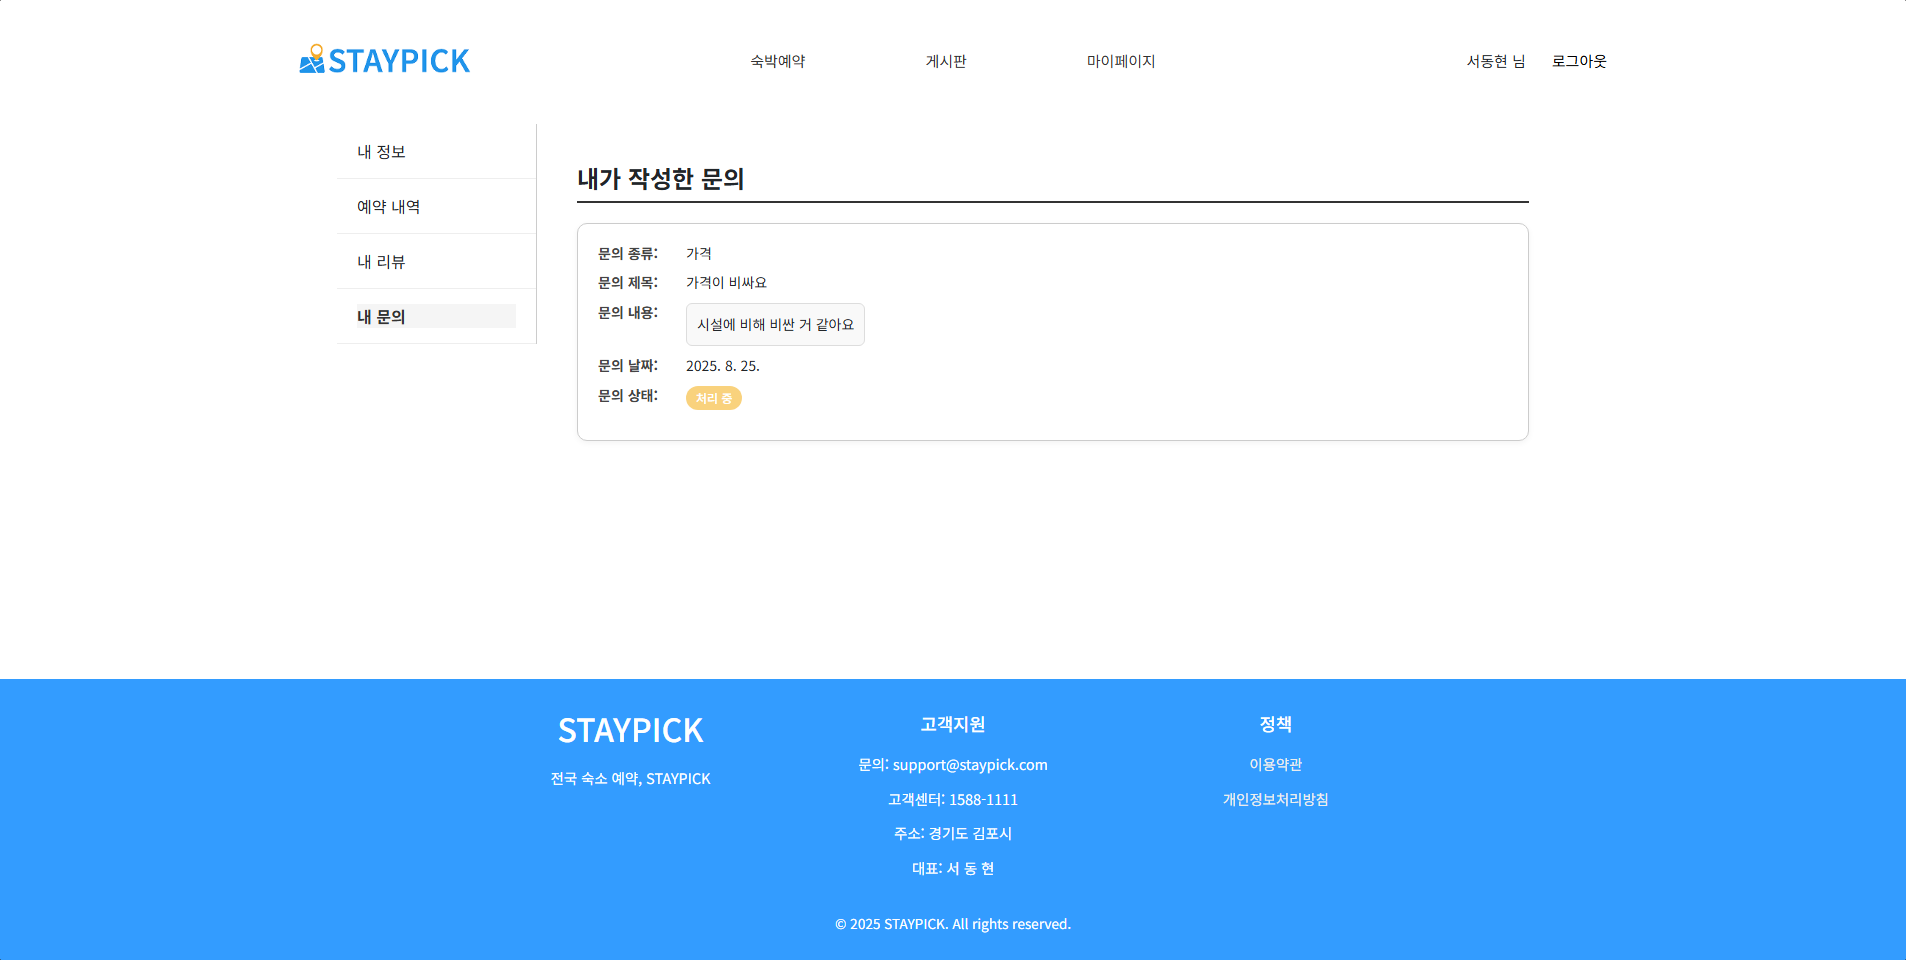 STAYPICK 숙박예약 게시판 마이페이지 서동현 님 로그아웃
내 정보
예약 내역
내 리뷰
내 문의
내가 작성한 문의
문의 종류: 가격
문의 제목: 가격이 비싸요
문의 내용: 시설에 비해 비싼 거 같아요
문의 날짜: 2025. 8. 25.
문의 상태: 처리 중
STAYPICK
전국 숙소 예약, STAYPICK
고객지원
문의: support@staypick.com
고객센터: 1588-1111
주소: 경기도 김포시
대표: 서 동 현
정책
이용약관
개인정보처리방침
© 2025 STAYPICK. All rights reserved.